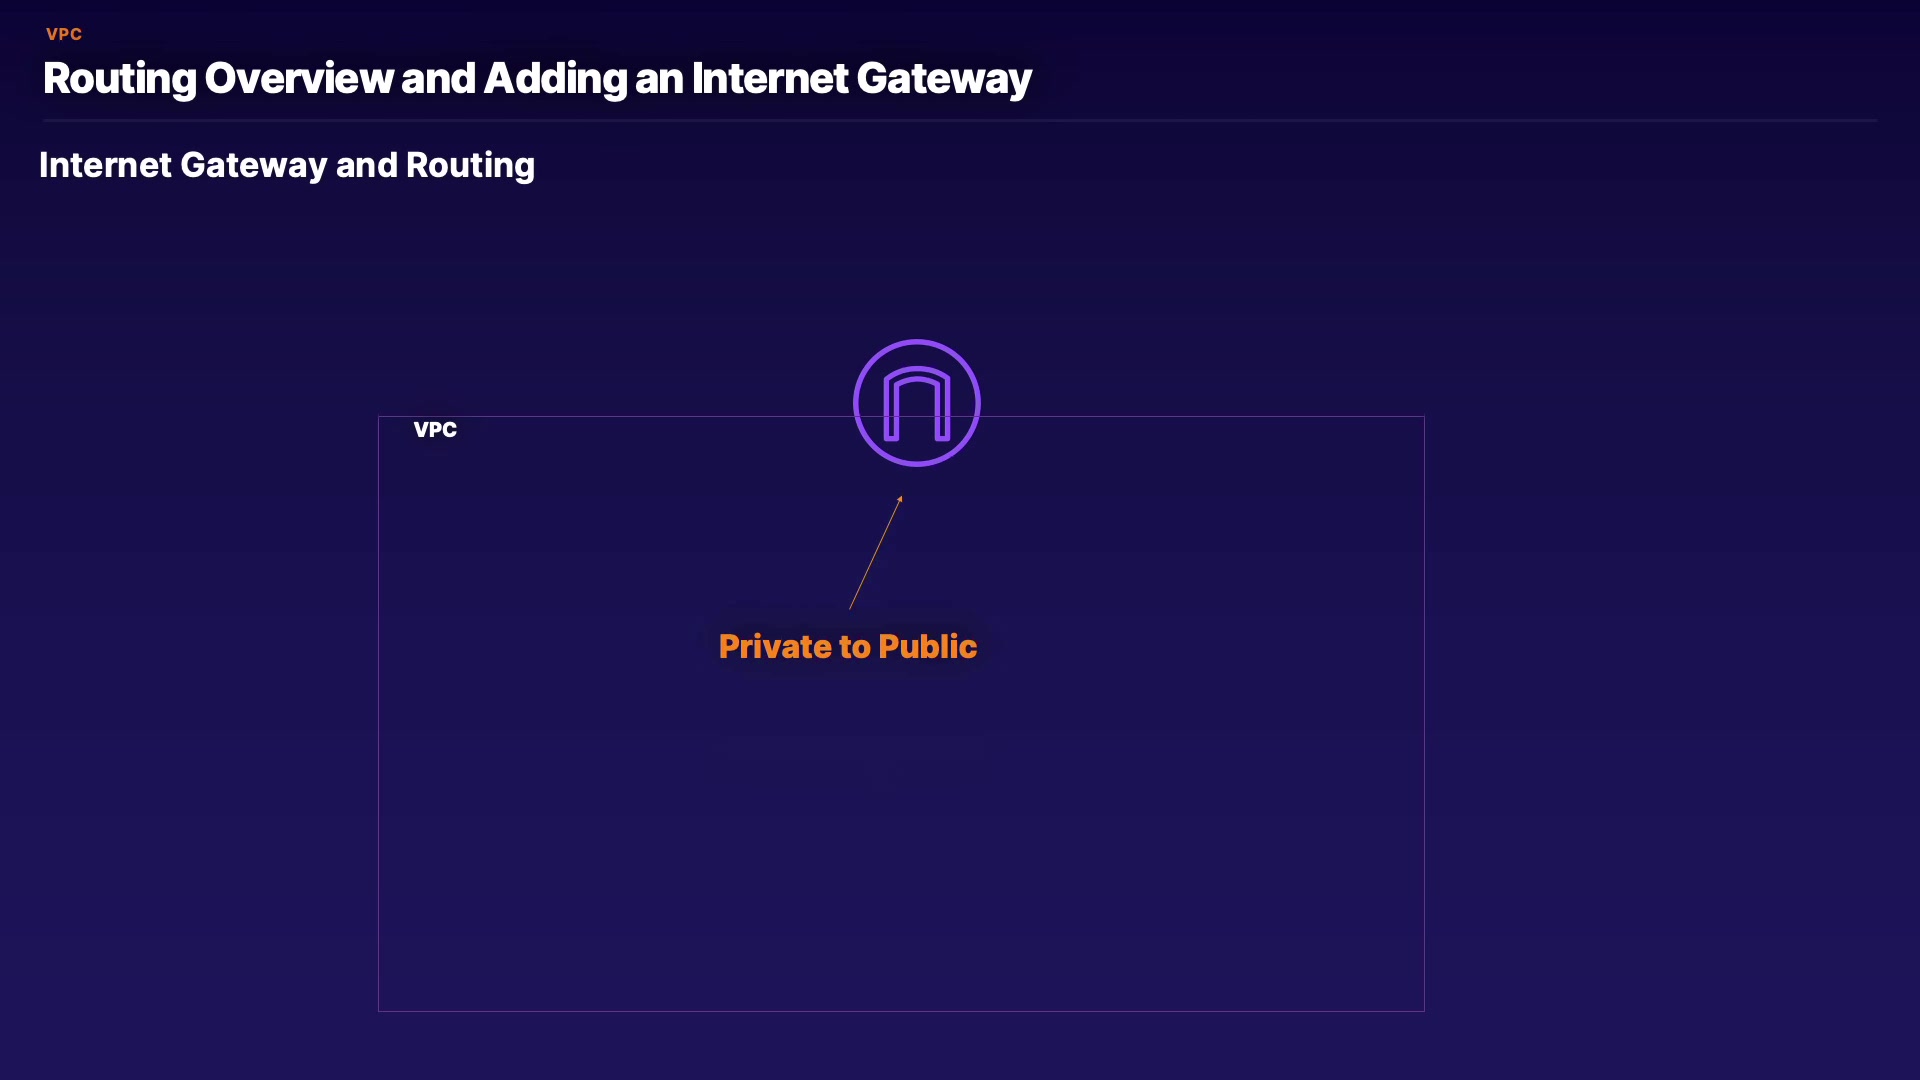 VPC
Routing Overview and Adding an Internet Gateway
Internet Gateway and Routing
VPC
Private to Public